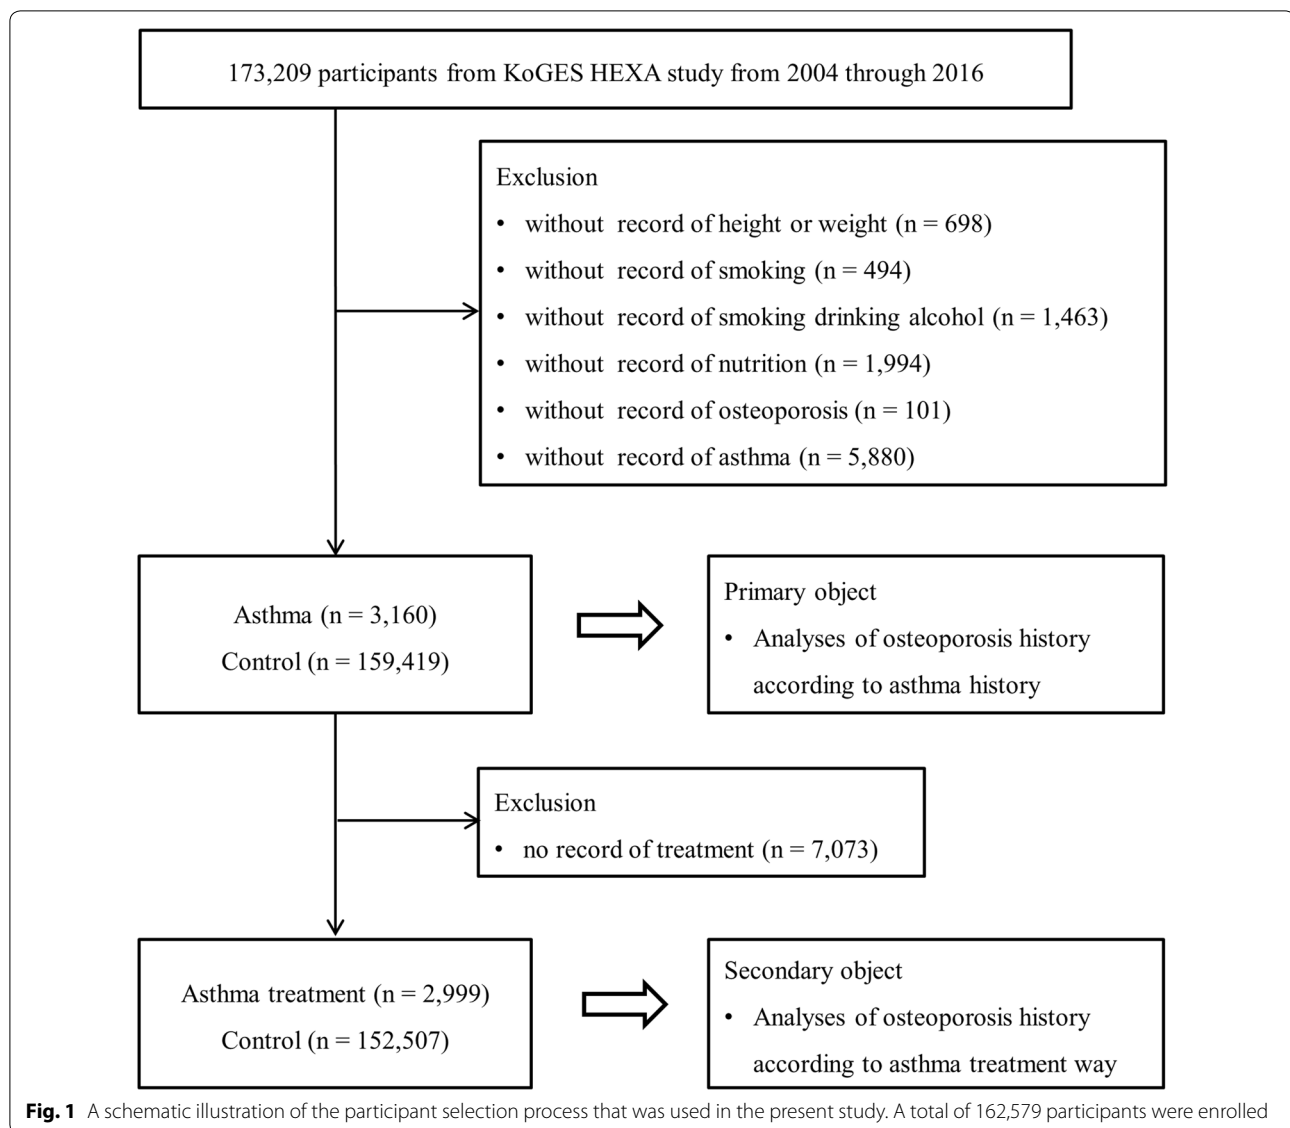 173,209 participants from KoGES HEXA study from 2004 through 2016
Exclusion
• without record of height or weight (n = 698)
• without record of smoking (n = 494)
• without record of smoking drinking alcohol (n = 1,463)
• without record of nutrition (n = 1,994)
• without record of osteoporosis (n = 101)
• without record of asthma (n = 5,880)
Asthma (n = 3,160)
Control (n = 159,419)
Primary object
• Analyses of osteoporosis history
according to asthma history
Exclusion
• no record of treatment (n = 7,073)
Asthma treatment (n = 2,999)
Control (n = 152,507)
Secondary object
• Analyses of osteoporosis history
according to asthma treatment way
Fig. 1 A schematic illustration of the participant selection process that was used in the present study. A total of 162,579 participants were enrolled